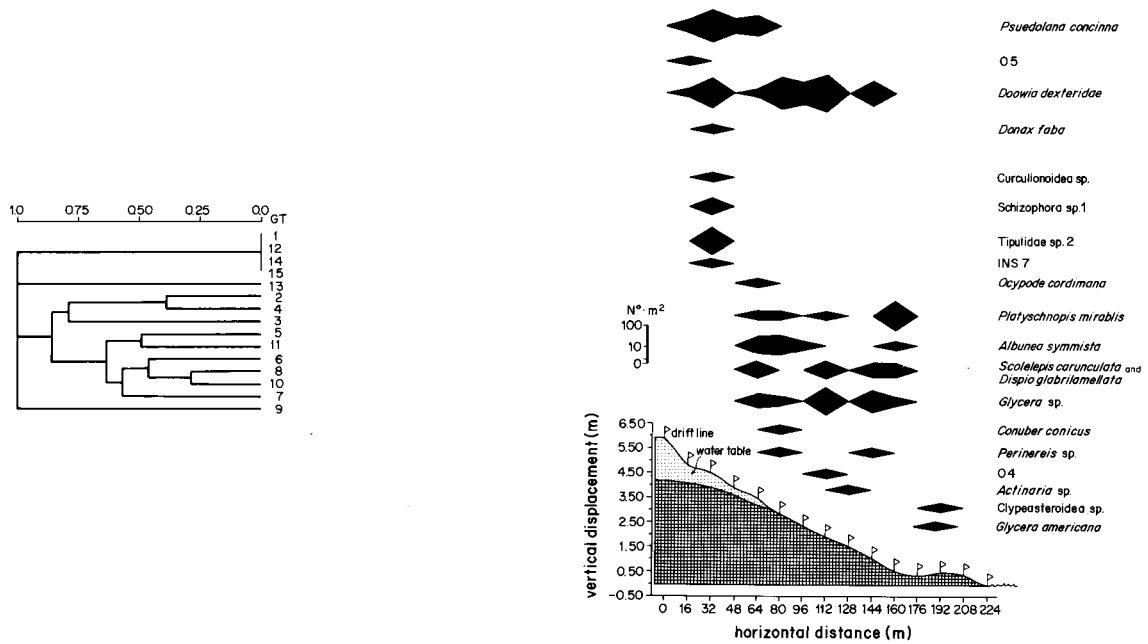 1.0 0.75 0.50 0.25 0.0
GT
1
12
14
15
13
2
4
3
5
11
6
8
10
7
9
Psuedolana concinna
O5
Doowia dexteridae
Donax faba
Curculionoidea sp.
Schizophora sp.1
Tipulidae sp. 2
INS 7
Ocypode cordimana
Platyschnopis mirablis
Albunea symmista
Scolelepis carunculata and
Dispio glabrilamellata
Glycera sp.
Conuber conicus
Perinereis sp.
O4
Actinaria sp.
Clypeasteroidea sp.
Glycera americana
N°· m²
100
10
0
6.50
5.50
4.50
3.50
2.50
1.50
0.50
-0.50
vertical displacement (m)
drift line
water table
0 16 32 48 64 80 96 112 128 144 160 176 192 208 224
horizontal distance (m)